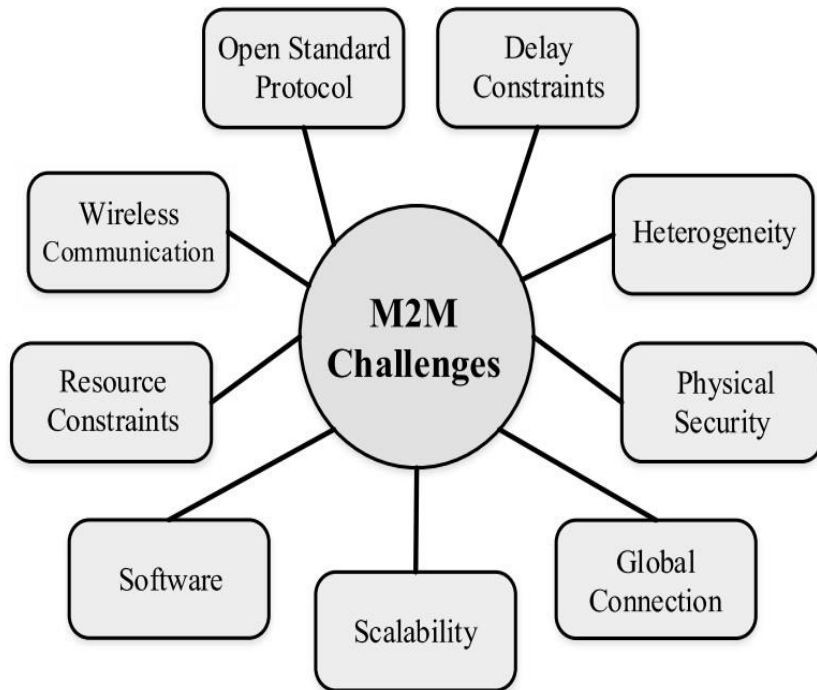 Open Standard
Protocol
Delay
Constraints
Wireless
Communication
Heterogeneity
M2M
Challenges
Resource
Constraints
Physical
Security
Software
Scalability
Global
Connection